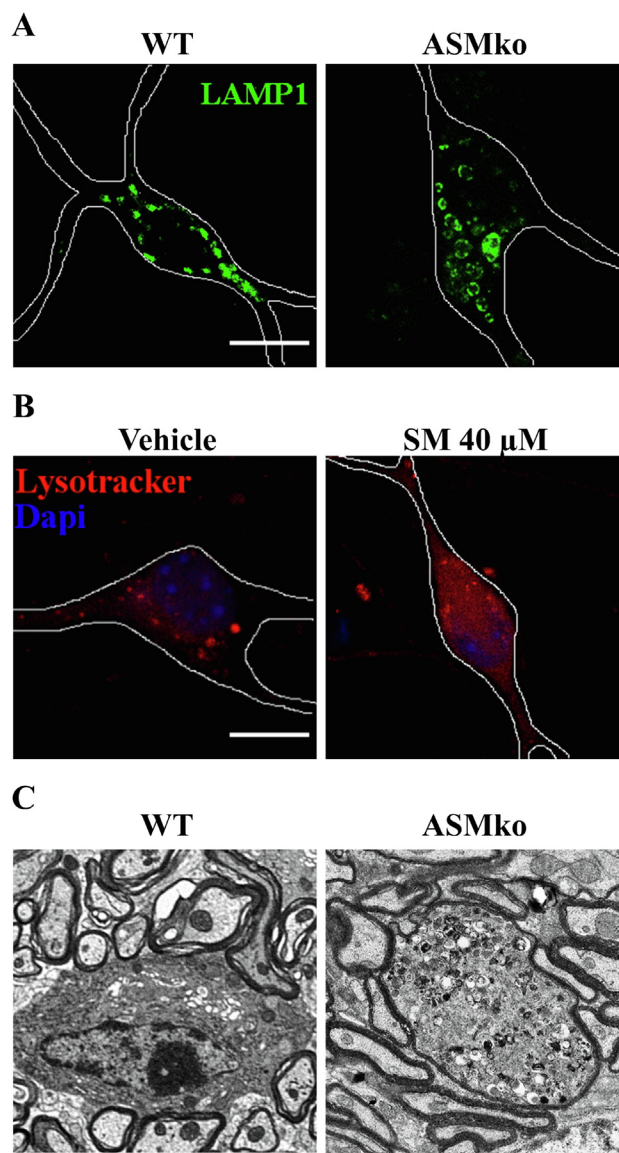 A
WT
ASMko
LAMP1
B
Vehicle
SM 40 µM
Lysotracker
Dapi
C
WT
ASMko